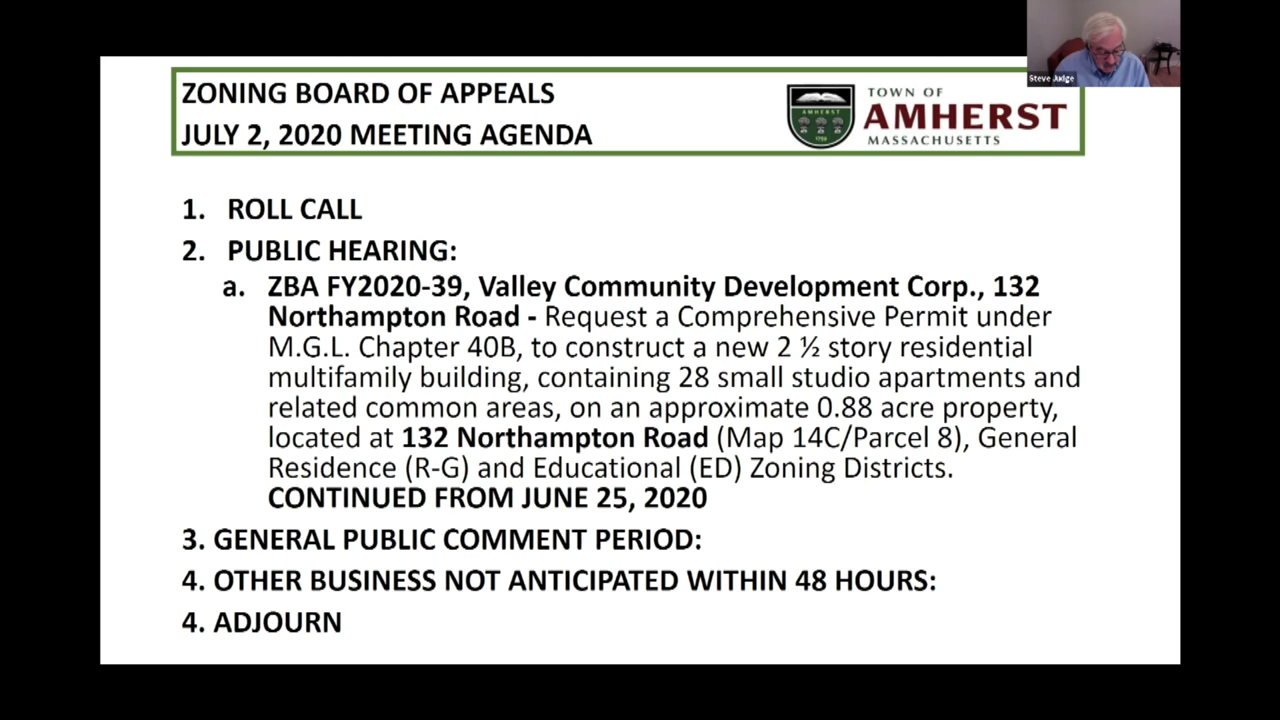 Steve Judge
ZONING BOARD OF APPEALS
JULY 2, 2020 MEETING AGENDA
TOWN OF
AMHERST
MASSACHUSETTS
AMHERST
1759
1. ROLL CALL
2. PUBLIC HEARING:
a. ZBA FY2020-39, Valley Community Development Corp., 132
Northampton Road - Request a Comprehensive Permit under
M.G.L. Chapter 40B, to construct a new 2 ½ story residential
multifamily building, containing 28 small studio apartments and
related common areas, on an approximate 0.88 acre property,
located at 132 Northampton Road (Map 14C/Parcel 8), General
Residence (R-G) and Educational (ED) Zoning Districts.
CONTINUED FROM JUNE 25, 2020
3. GENERAL PUBLIC COMMENT PERIOD:
4. OTHER BUSINESS NOT ANTICIPATED WITHIN 48 HOURS:
4. ADJOURN